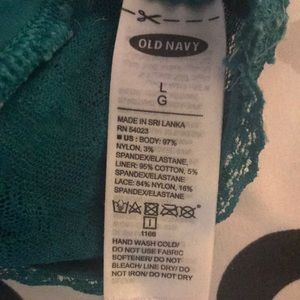 OLD NAVY
L
G
MADE IN SRI LANKA
RN 54023
■ US : BODY: 97%
NYLON, 3%
SPANDEX/ELASTANE,
LINER: 95% COTTON, 5%
SPANDEX/ELASTANE,
LACE: 84% NYLON, 16%
SPANDEX/ELASTANE
I
1166
HAND WASH COLD/
DO NOT USE FABRIC
SOFTENER/ DO NOT
BLEACH/ LINE DRY/ DO
NOT IRON/ DO NOT DRY